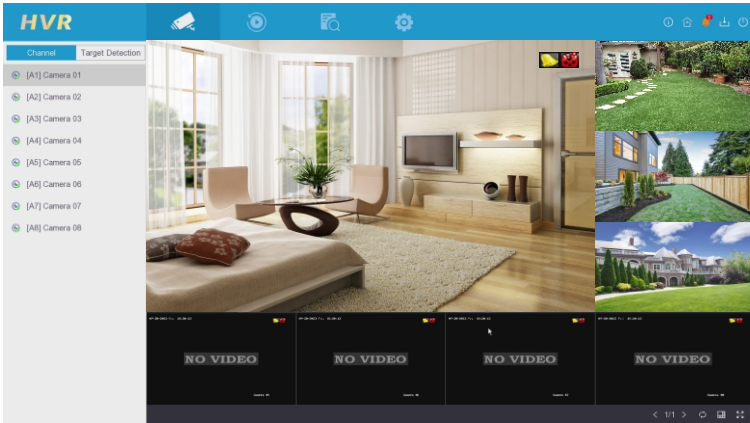 HVR
Channel
Target Detection
[A1] Camera 01
[A2] Camera 02
[A3] Camera 03
[A4] Camera 04
[A5] Camera 05
[A6] Camera 06
[A7] Camera 07
[A8] Camera 08
NO VIDEO
NO VIDEO
NO VIDEO
NO VIDEO
1/1